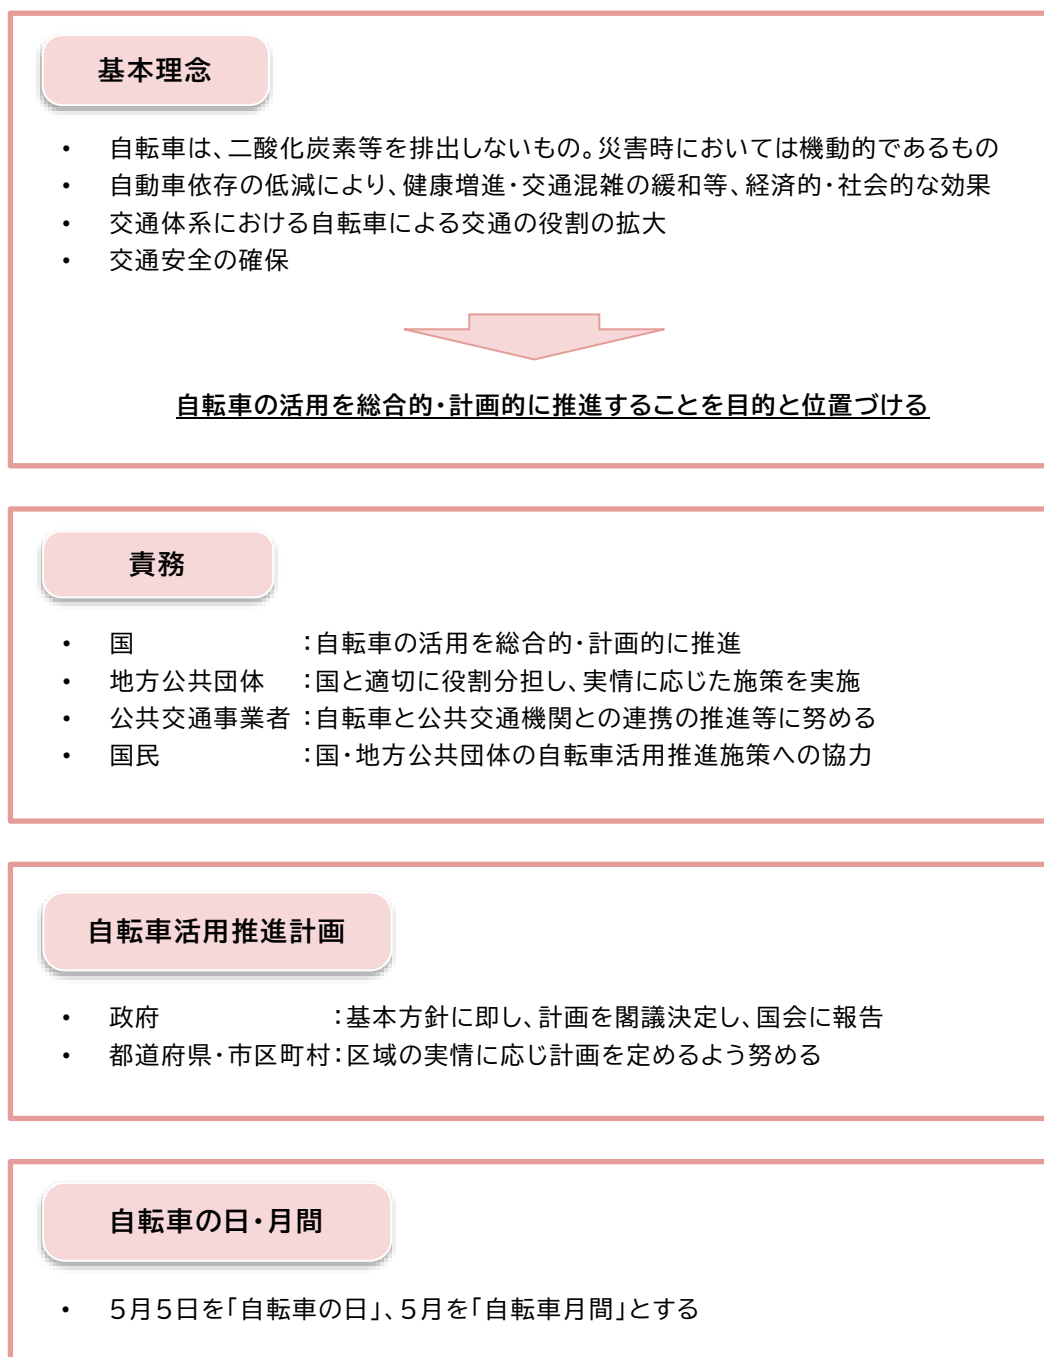 基本理念
• 自転車は、二酸化炭素等を排出しないもの。災害時においては機動的であるもの
• 自動車依存の低減により、健康増進・交通混雑の緩和等、経済的・社会的な効果
• 交通体系における自転車による交通の役割の拡大
• 交通安全の確保
自転車の活用を総合的・計画的に推進することを目的と位置づける
責務
• 国 :自転車の活用を総合的・計画的に推進
• 地方公共団体 :国と適切に役割分担し、実情に応じた施策を実施
• 公共交通事業者 :自転車と公共交通機関との連携の推進等に努める
• 国民 :国・地方公共団体の自転車活用推進施策への協力
自転車活用推進計画
• 政府 :基本方針に即し、計画を閣議決定し、国会に報告
• 都道府県・市区町村:区域の実情に応じ計画を定めるよう努める
自転車の日・月間
• 5月5日を「自転車の日」、5月を「自転車月間」とする